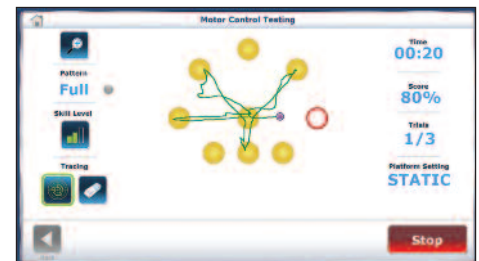 Motor Control Testing
Pattern
Full
Skill Level
Tracing
Time
00:20
Score
80%
Trials
1/3
Platform Setting
STATIC
Stop